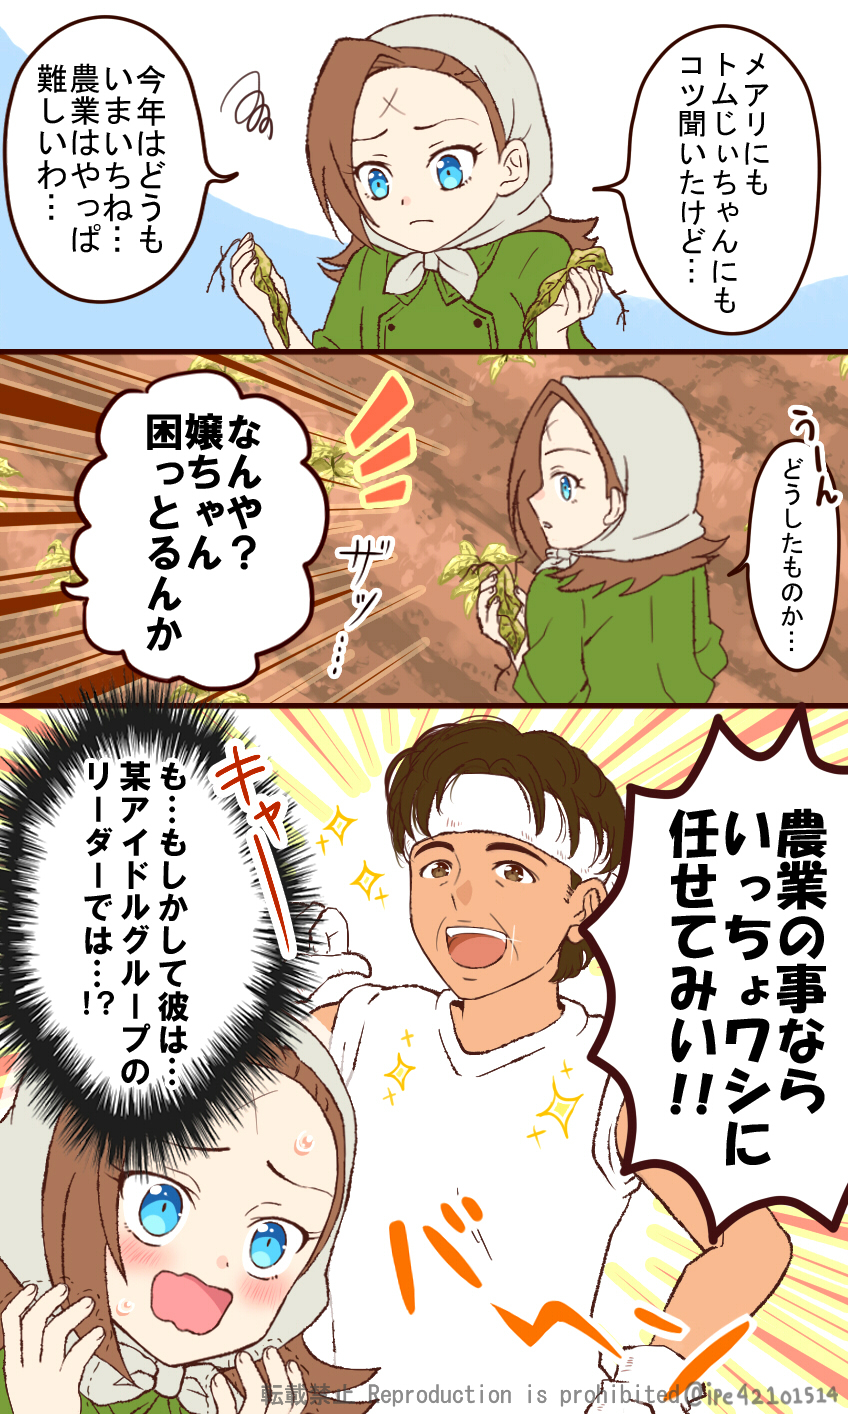 メアリにも
トムじぃちゃんにも
コツ聞いたけど…
今年はどうも
いまいちね…
農業はやっぱ
難しいわ…
うーん
どうしたものか…
ザッ…
なんや？
嬢ちゃん
困っとるんか
農業の事なら
いっちょワシに
任せてみい!!
キャー
も…もしかして彼は…
某アイドルグループの
リーダーでは…!?
バーン
転載禁止 Reproduction is prohibited@ipe42101514